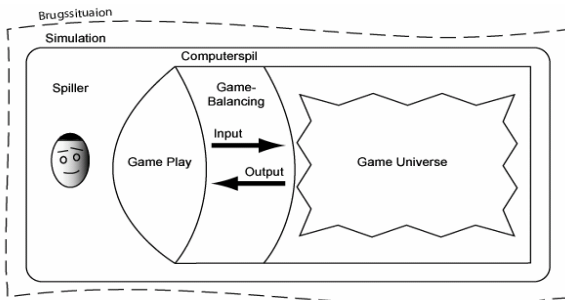 Brugssituaion
Simulation
Computerspil
Spiller
Game-
Balancing
Input
Game Play
Output
Game Universe